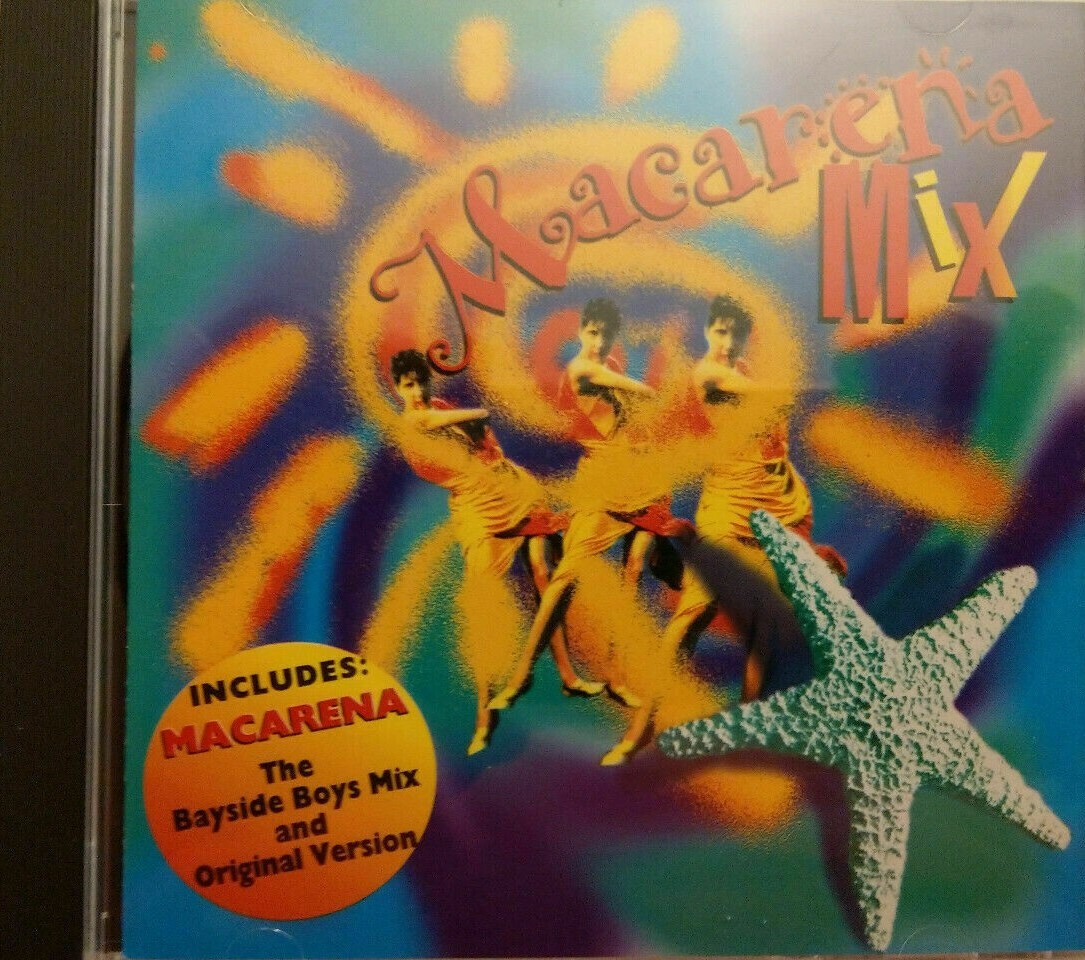 Macarena
Mix
INCLUDES:
MACARENA
The
Bayside Boys Mix
and
Original Version